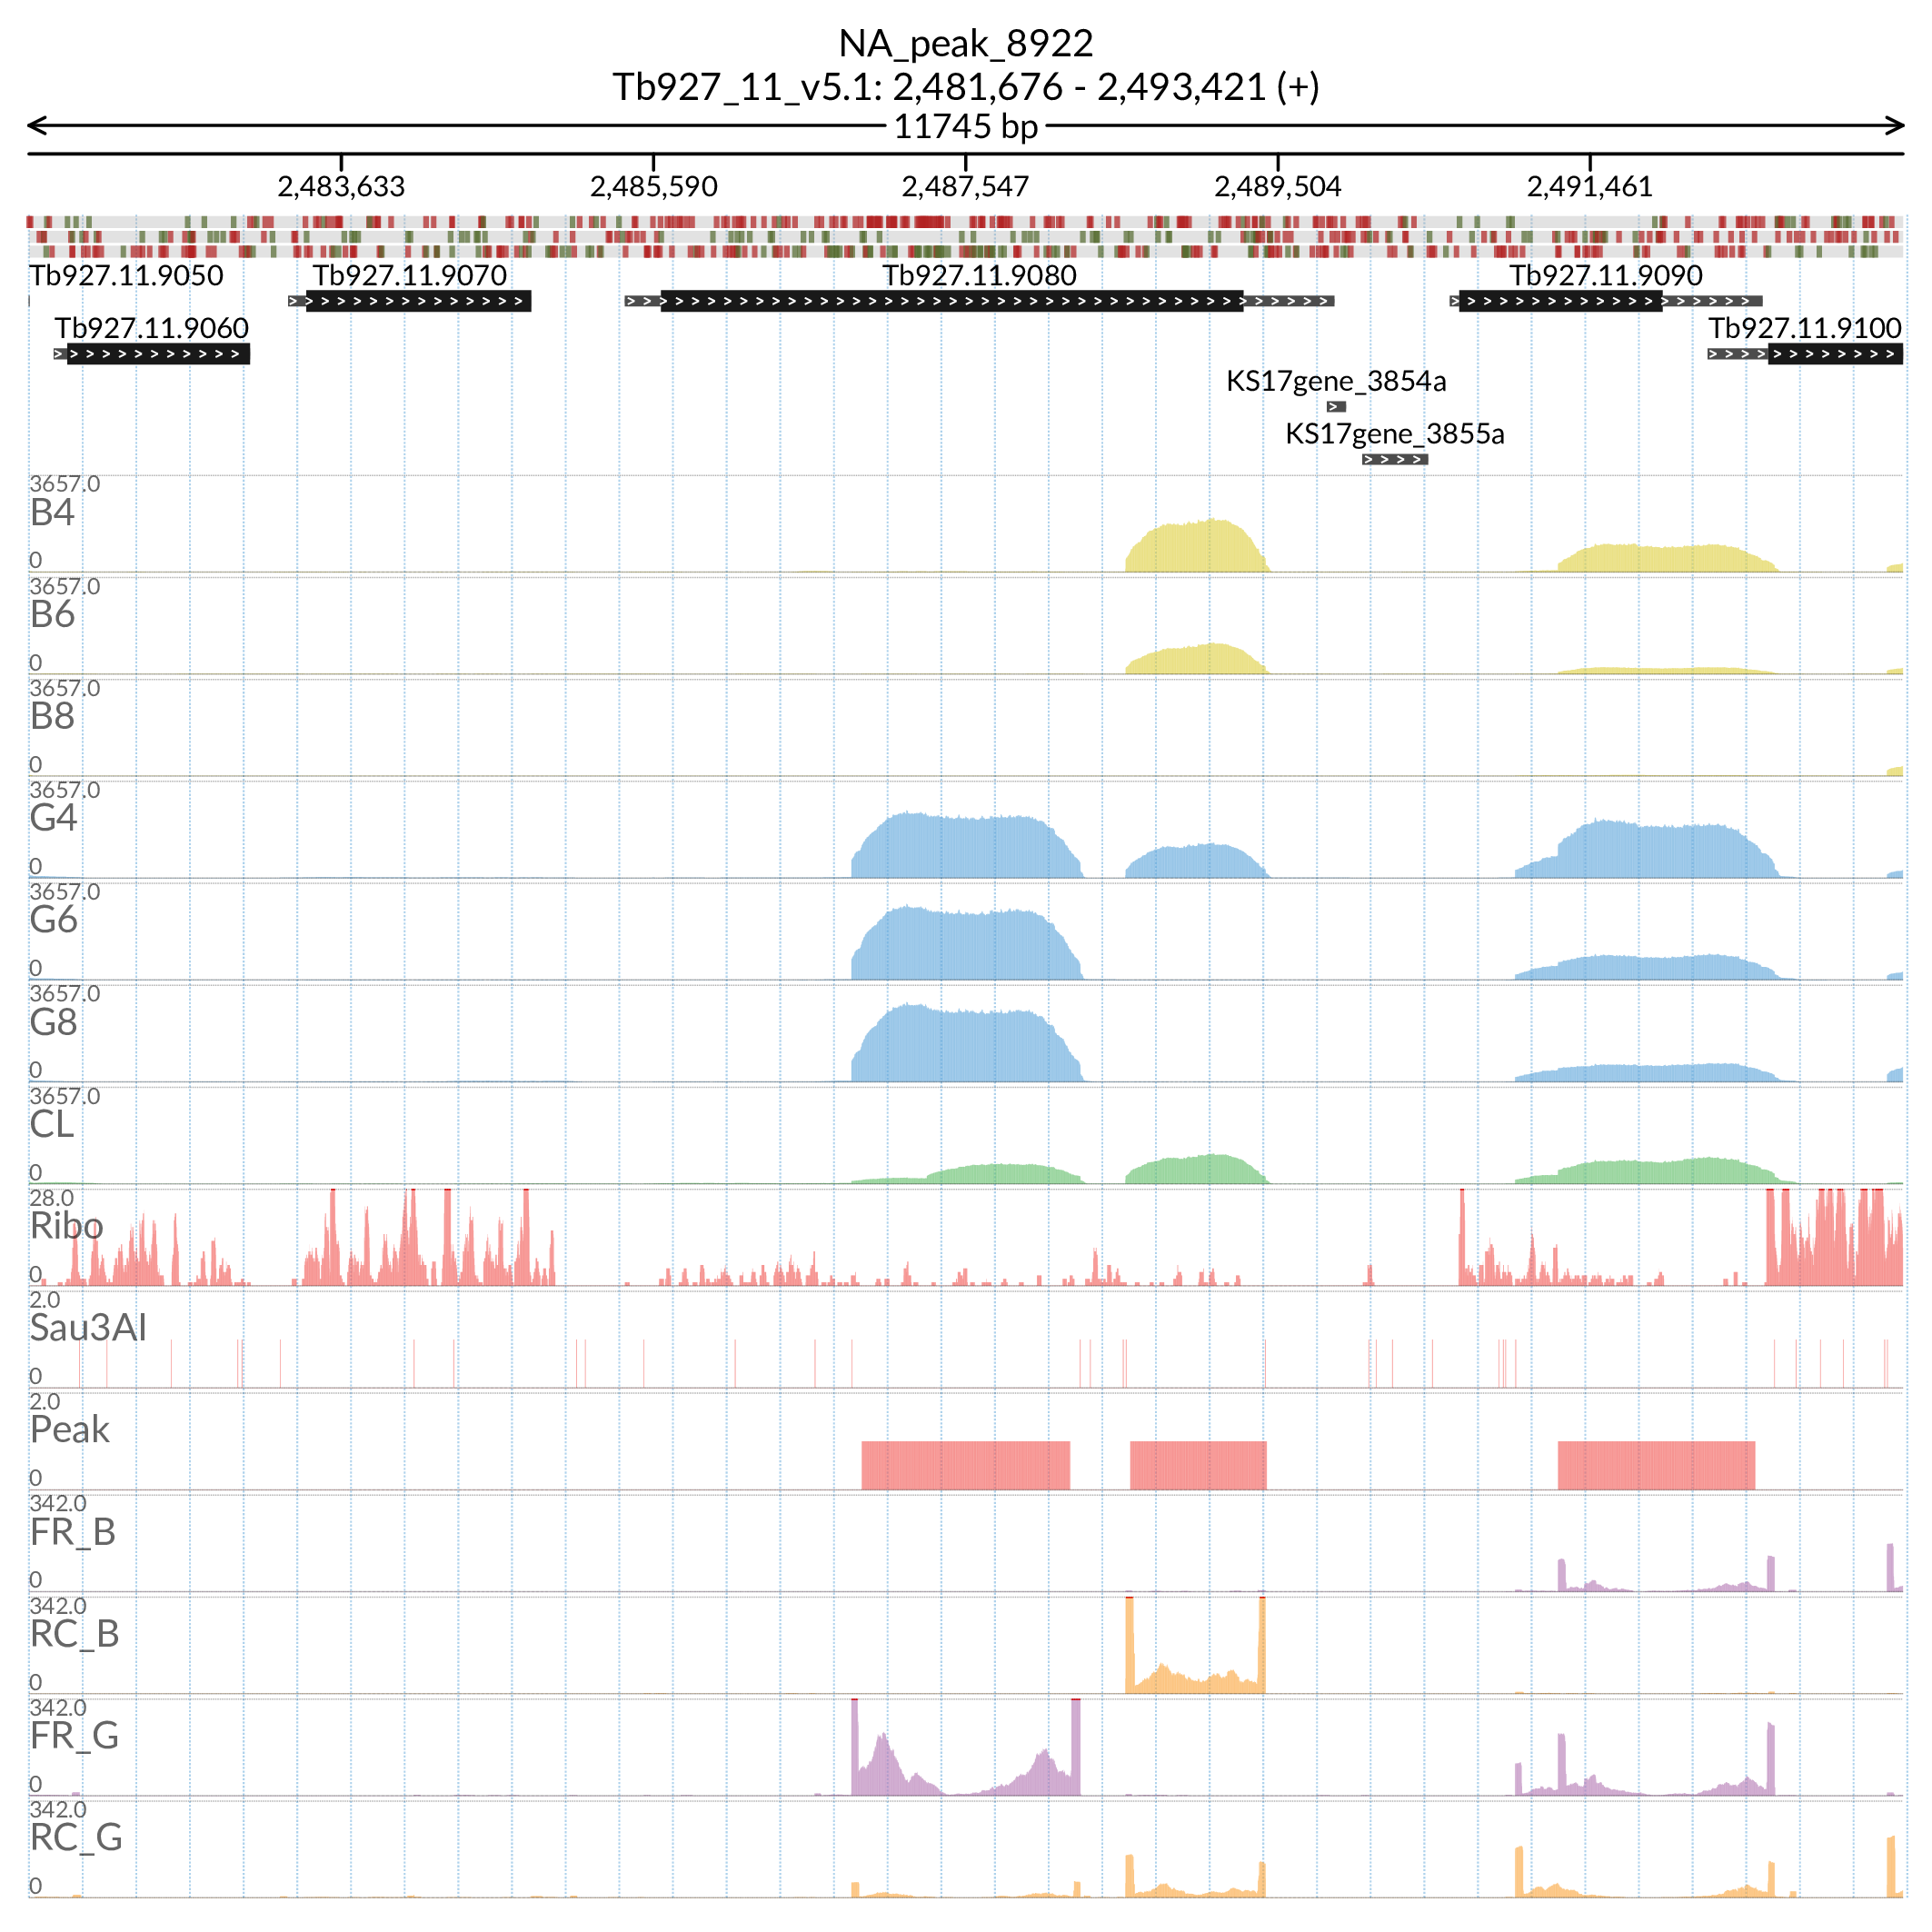 NA_peak_8922
Tb927_11_v5.1: 2,481,676 - 2,493,421 (+)
11745 bp
2,483,633 2,485,590 2,487,547 2,489,504 2,491,461
Tb927.11.9050 Tb927.11.9070 Tb927.11.9080 Tb927.11.9090
Tb927.11.9060 Tb927.11.9100
KS17gene_3854a
KS17gene_3855a
3657.0
B4
0
3657.0
B6
0
3657.0
B8
0
3657.0
G4
0
3657.0
G6
0
3657.0
G8
0
3657.0
CL
0
28.0
Ribo
0
2.0
Sau3AI
0
2.0
Peak
0
342.0
FR_B
0
342.0
RC_B
0
342.0
FR_G
0
342.0
RC_G
0